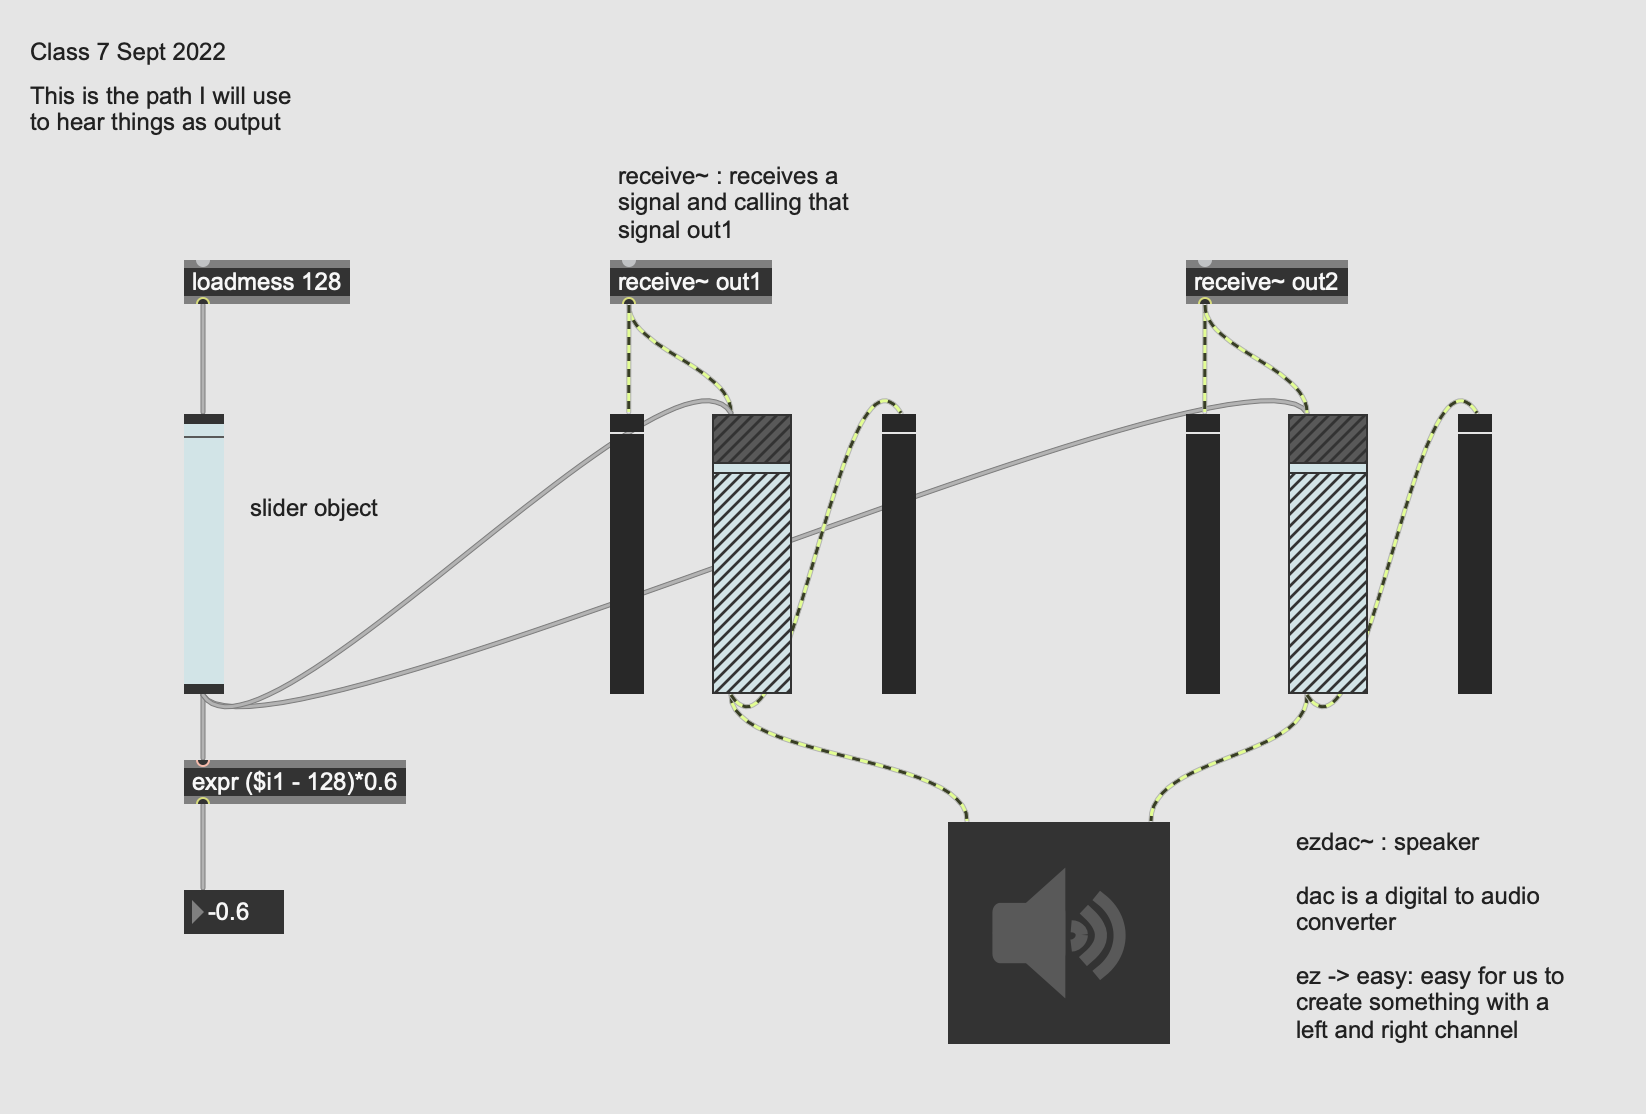 Class 7 Sept 2022
This is the path I will use
to hear things as output
receive~ : receives a
signal and calling that
signal out1
loadmess 128
receive~ out1
receive~ out2
slider object
expr ($i1 - 128)*0.6
-0.6
ezdac~ : speaker
dac is a digital to audio
converter
ez -> easy: easy for us to
create something with a
left and right channel